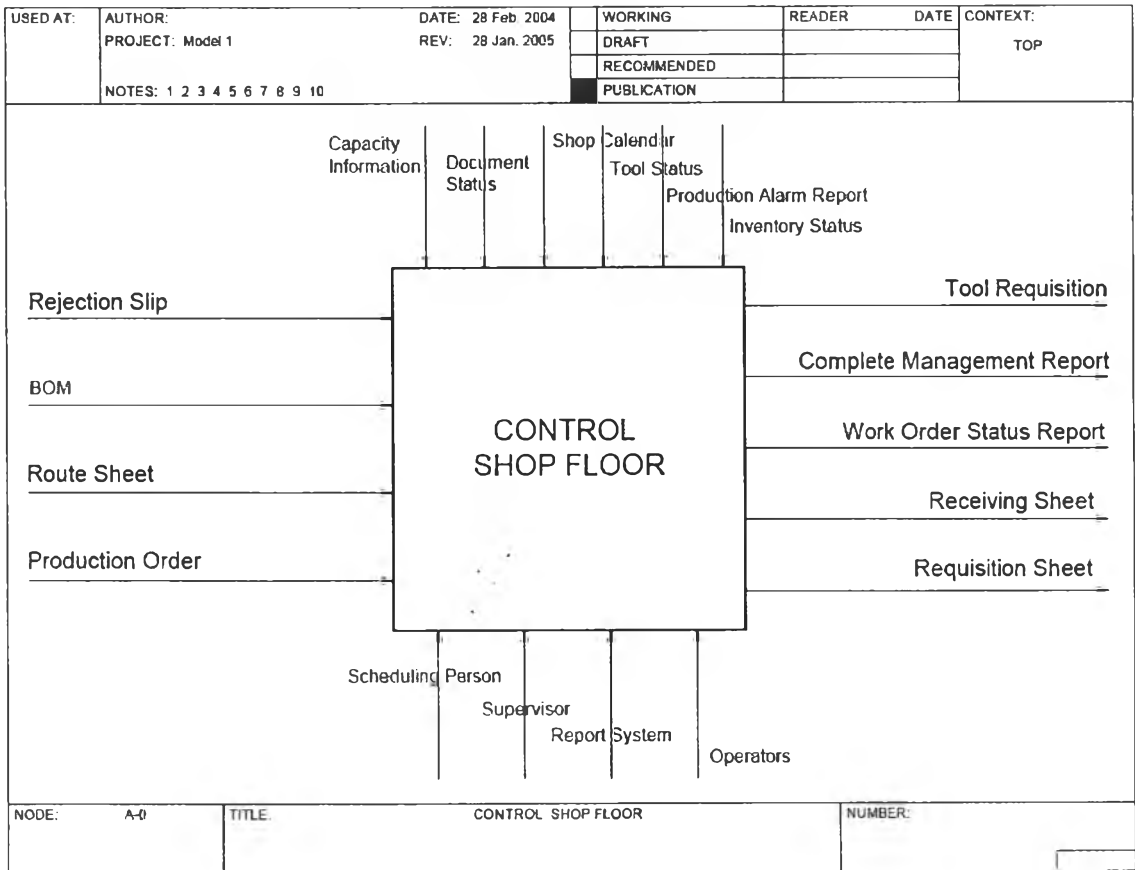 USED AT:
AUTHOR:
DATE: 28 Feb. 2004
PROJECT: Model 1
REV: 28 Jan. 2005
NOTES: 1 2 3 4 5 6 7 8 9 10
WORKING
DRAFT
RECOMMENDED
PUBLICATION
READER DATE
CONTEXT:
TOP
Capacity
Information
Document
Status
Shop Calendar
Tool Status
Production Alarm Report
Inventory Status
Rejection Slip
BOM
Route Sheet
Production Order
CONTROL
SHOP FLOOR
Tool Requisition
Complete Management Report
Work Order Status Report
Receiving Sheet
Requisition Sheet
Scheduling Person
Supervisor
Report System
Operators
NODE: A-0
TITLE.
CONTROL SHOP FLOOR
NUMBER: